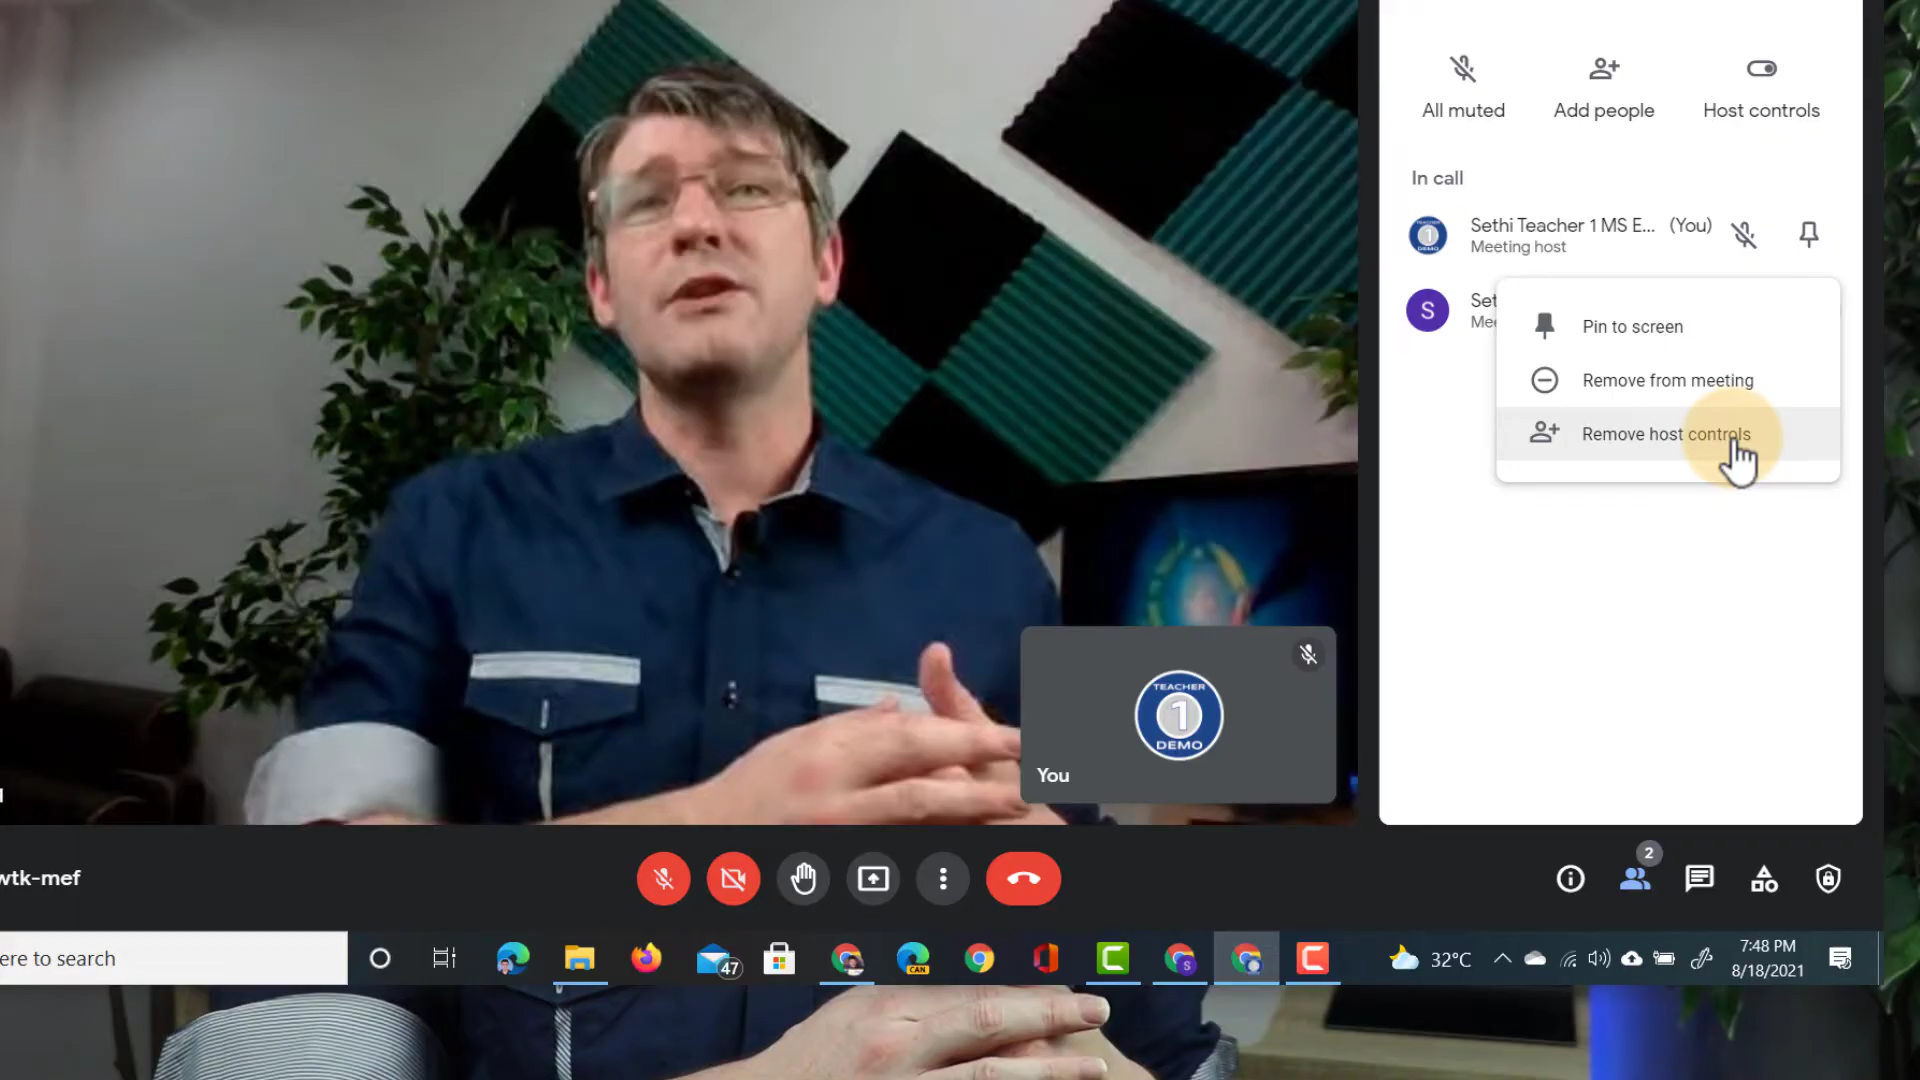 All muted
Add people
Host controls
In call
Sethi Teacher 1 MS E... (You)
Meeting host
S
Set
Mee
Pin to screen
Remove from meeting
Remove host controls
TEACHER
1
DEMO
You
wtk-mef
2
ere to search
47
CAN
S
32°C
7:48 PM
8/18/2021